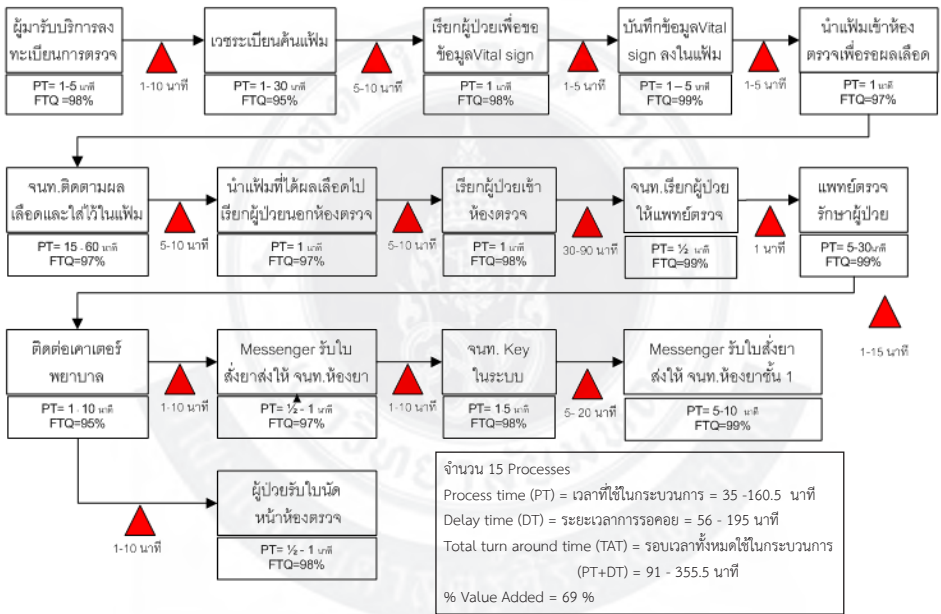 ผู้มารับบริการลง
ทะเบียนการตรวจ
PT= 1-5 นาที
FTQ =98%
1-10 นาที
เวชระเบียนค้นแฟ้ม
PT= 1- 30 นาที
FTQ=95%
5-10 นาที
เรียกผู้ป่วยเพื่อขอ
ข้อมูลVital sign
PT= 1 นาที
FTQ=98%
1-5 นาที
บันทึกข้อมูลVital
sign ลงในแฟ้ม
PT= 1 – 5 นาที
FTQ=99%
1-5 นาที
นำแฟ้มเข้าห้อง
ตรวจเพื่อรอผลเลือด
PT= 1 นาที
FTQ=97%
จนท.ติดตามผล
เลือดและใส่ไว้ในแฟ้ม
PT= 15 - 60 นาที
FTQ=97%
5-10 นาที
นำแฟ้มที่ได้ผลเลือดไป
เรียกผู้ป่วยนอกห้องตรวจ
PT= 1 นาที
FTQ=97%
5-10 นาที
เรียกผู้ป่วยเข้า
ห้องตรวจ
PT= 1 นาที
FTQ=98%
30-90 นาที
จนท.เรียกผู้ป่วย
ให้แพทย์ตรวจ
PT= ½ นาที
FTQ=99%
1 นาที
แพทย์ตรวจ
รักษาผู้ป่วย
PT= 5-30นาที
FTQ=99%
1-15 นาที
ติดต่อเคาเตอร์
พยาบาล
PT= 1 - 10 นาที
FTQ=95%
1-10 นาที
Messenger รับใบ
สั่งยาส่งให้ จนท.ห้องยา
PT= ½ - 1 นาที
FTQ=97%
1-10 นาที
จนท. Key
ในระบบ
PT= 1-5 นาที
FTQ=98%
5- 20 นาที
Messenger รับใบสั่งยา
ส่งให้ จนท.ห้องยาชั้น 1
PT= 5-10 นาที
FTQ=99%
1-10 นาที
ผู้ป่วยรับใบนัด
หน้าห้องตรวจ
PT= ½ - 1 นาที
FTQ=98%
จำนวน 15 Processes
Process time (PT) = เวลาที่ใช้ในกระบวนการ = 35 -160.5 นาที
Delay time (DT) = ระยะเวลาการรอคอย = 56 - 195 นาที
Total turn around time (TAT) = รอบเวลาทั้งหมดใช้ในกระบวนการ
(PT+DT) = 91 - 355.5 นาที
% Value Added = 69 %